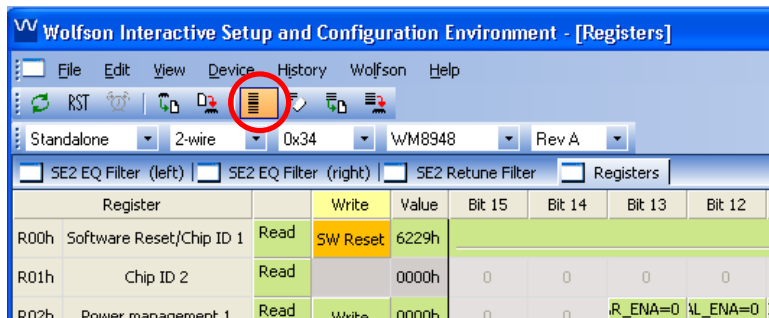 Wolfson Interactive Setup and Configuration Environment - [Registers]
File Edit View Device History Wolfson Help
RST
Standalone 2-wire 0x34 WM8948 Rev A
SE2 EQ Filter (left) SE2 EQ Filter (right) SE2 Retune Filter Registers
Register Write Value Bit 15 Bit 14 Bit 13 Bit 12
R00h Software Reset/Chip ID 1 Read SW Reset 6229h
R01h Chip ID 2 Read 0000h 0 0 0 0
R02h Power management 1 Read Write 0000h 0 0 R_ENA=0 L_ENA=0